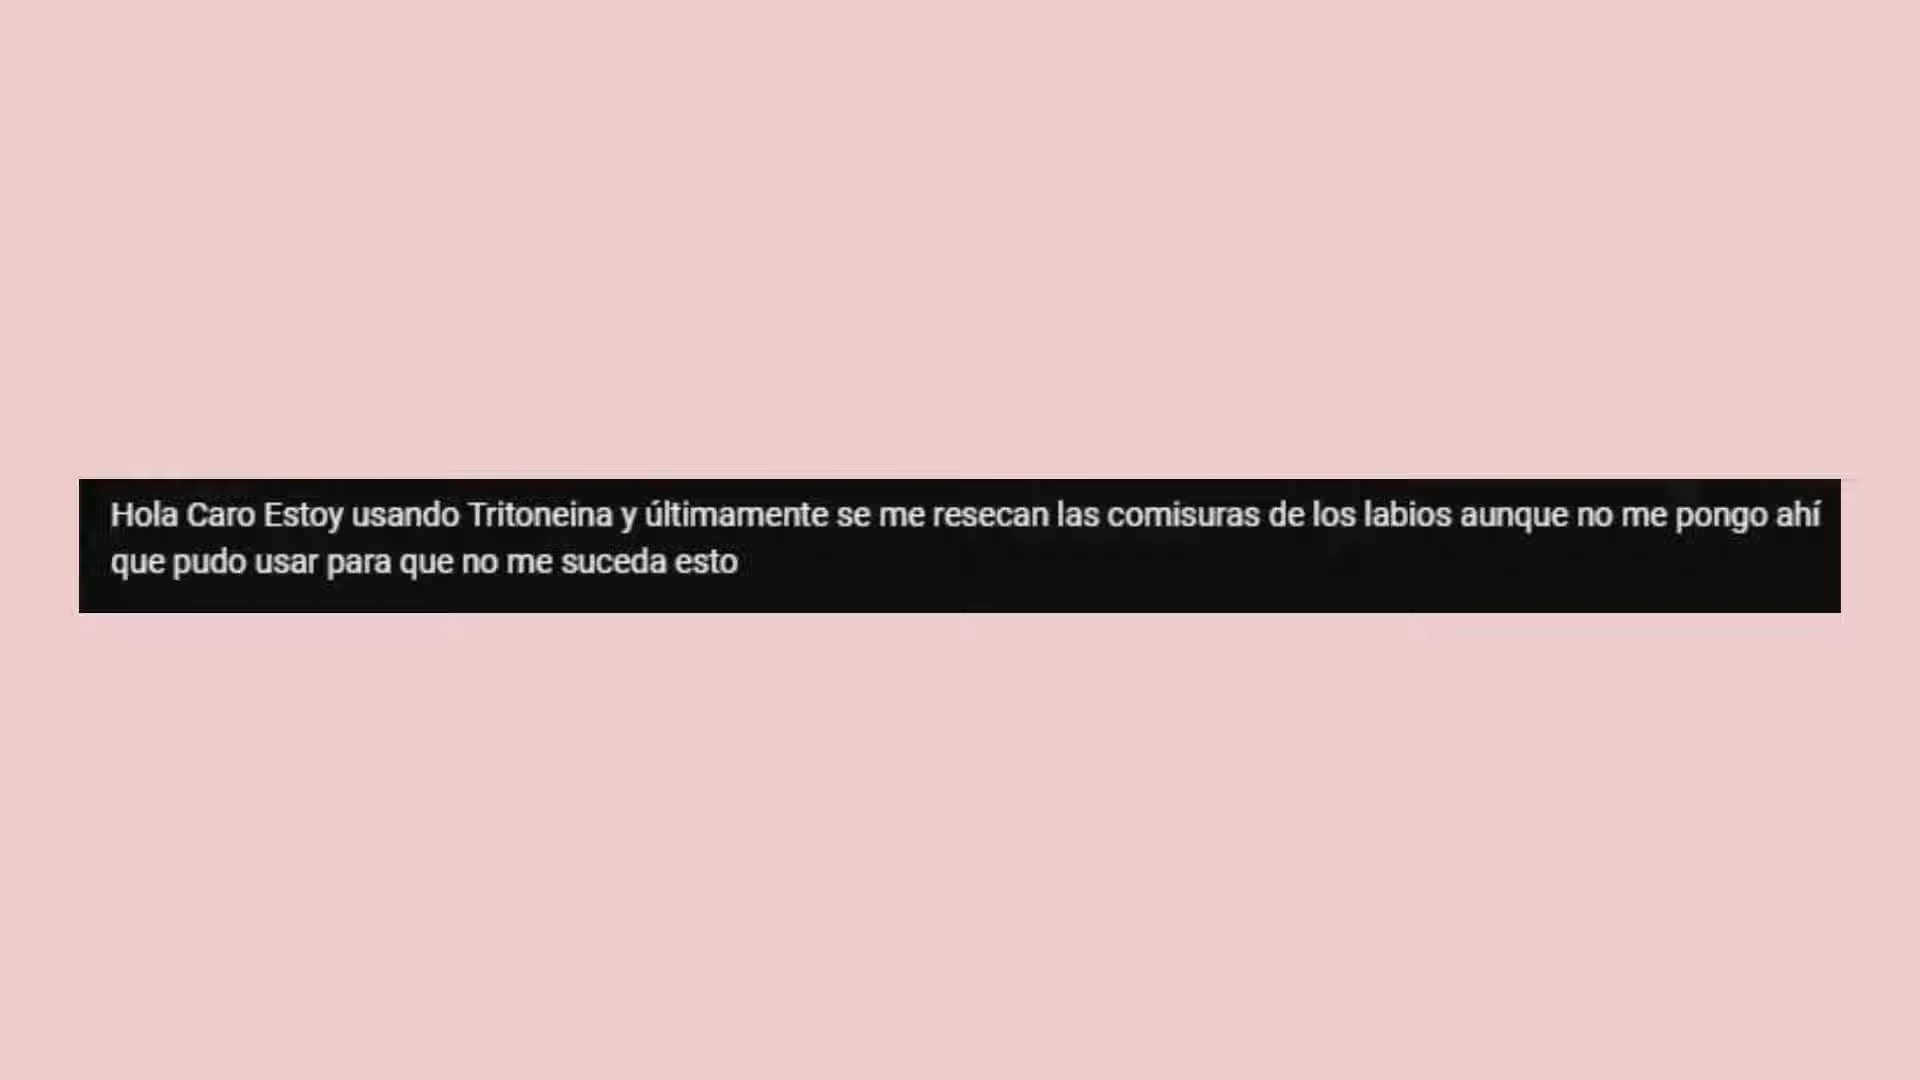 Hola Caro Estoy usando Tritoneina y últimamente se me resecan las comisuras de los labios aunque no me pongo ahí
que pudo usar para que no me suceda esto